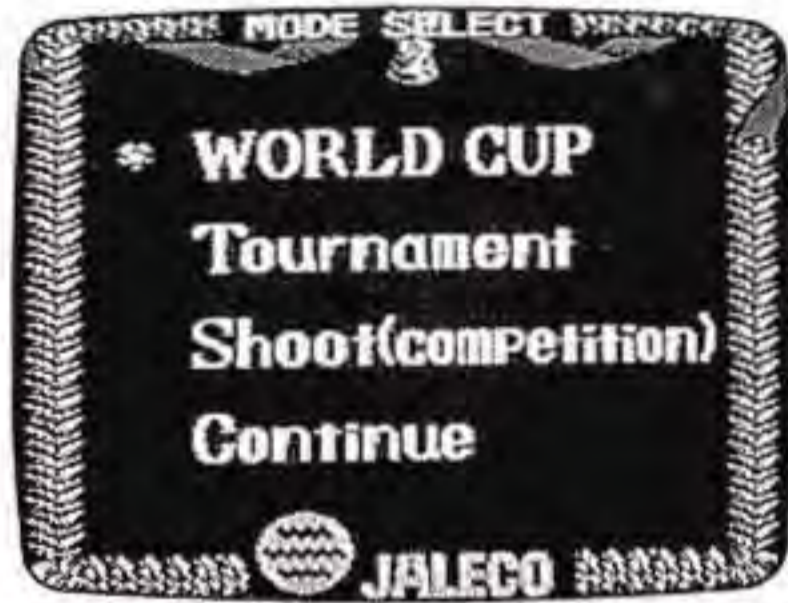 MODE SELECT
WORLD CUP
Tournament
Shoot(competition)
Continue
JALECO